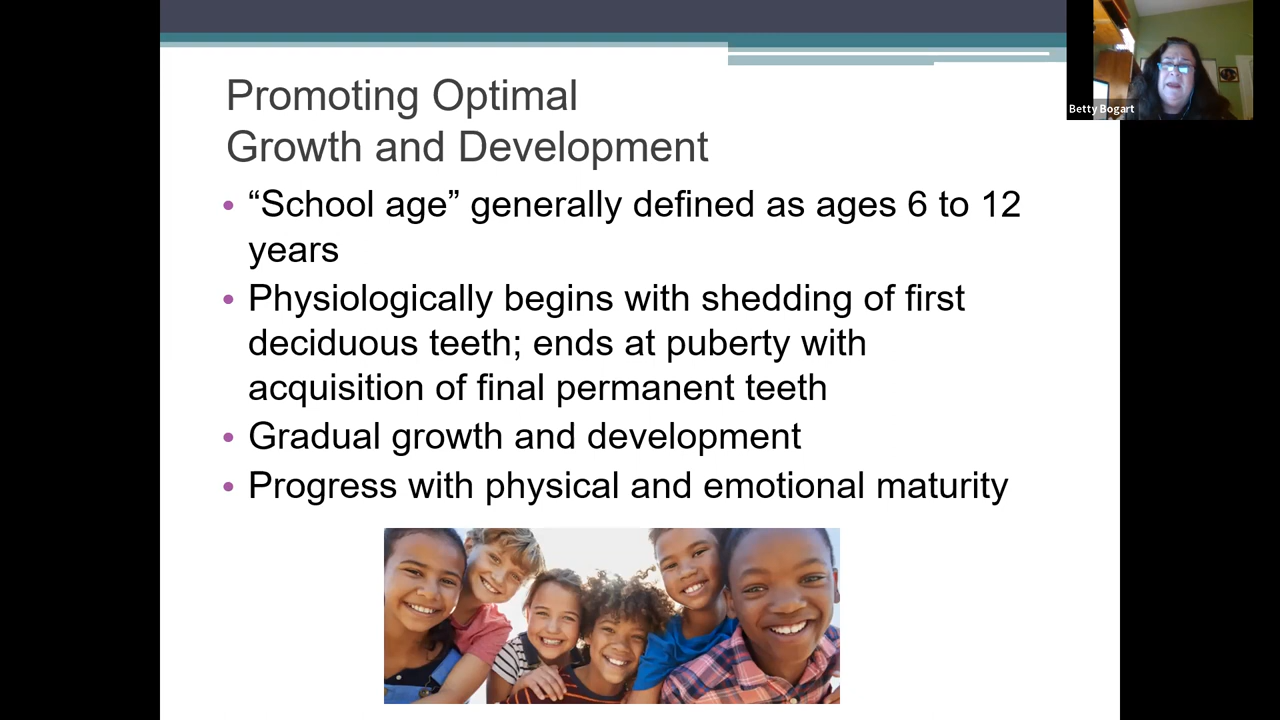 Promoting Optimal
Growth and Development
• “School age” generally defined as ages 6 to 12
years
• Physiologically begins with shedding of first
deciduous teeth; ends at puberty with
acquisition of final permanent teeth
• Gradual growth and development
• Progress with physical and emotional maturity
Betty Bogart